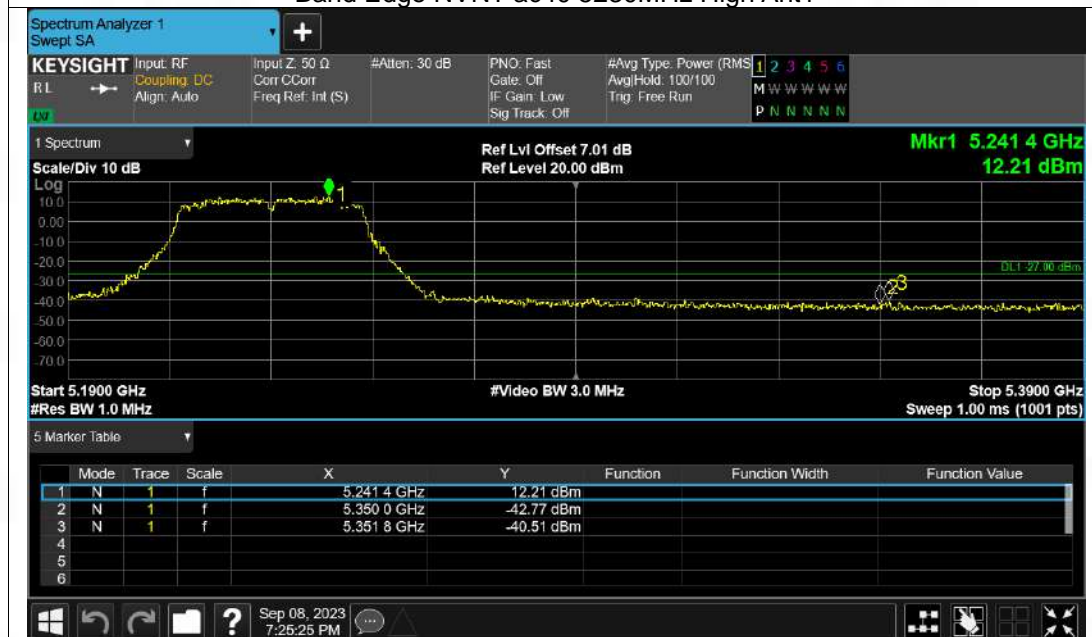 Spectrum Analyzer 1
Swept SA
+
KEYSIGHT
RL
LXI
Input: RF
Coupling: DC
Align: Auto
Input Z: 50 Ω
Corr CCorr
Freq Ref: Int (S)
#Atten: 30 dB
PNO: Fast
Gate: Off
IF Gain: Low
Sig Track: Off
#Avg Type: Power (RMS
Avg|Hold: 100/100
Trig: Free Run
1 2 3 4 5 6
M W W W W W
P N N N N N
1 Spectrum
Scale/Div 10 dB
Ref Lvl Offset 7.01 dB
Ref Level 20.00 dBm
Mkr1 5.241 4 GHz
12.21 dBm
Log
10.0
0.00
-10.0
-20.0
-30.0
-40.0
-50.0
-60.0
-70.0
1
DL1 -27.00 dBm
23
Start 5.1900 GHz
#Res BW 1.0 MHz
#Video BW 3.0 MHz
Stop 5.3900 GHz
Sweep 1.00 ms (1001 pts)
5 Marker Table
Mode Trace Scale X Y Function Function Width Function Value
1 N 1 f 5.241 4 GHz 12.21 dBm
2 N 1 f 5.350 0 GHz -42.77 dBm
3 N 1 f 5.351 8 GHz -40.51 dBm
4
5
6
?
Sep 08, 2023
7:25:25 PM